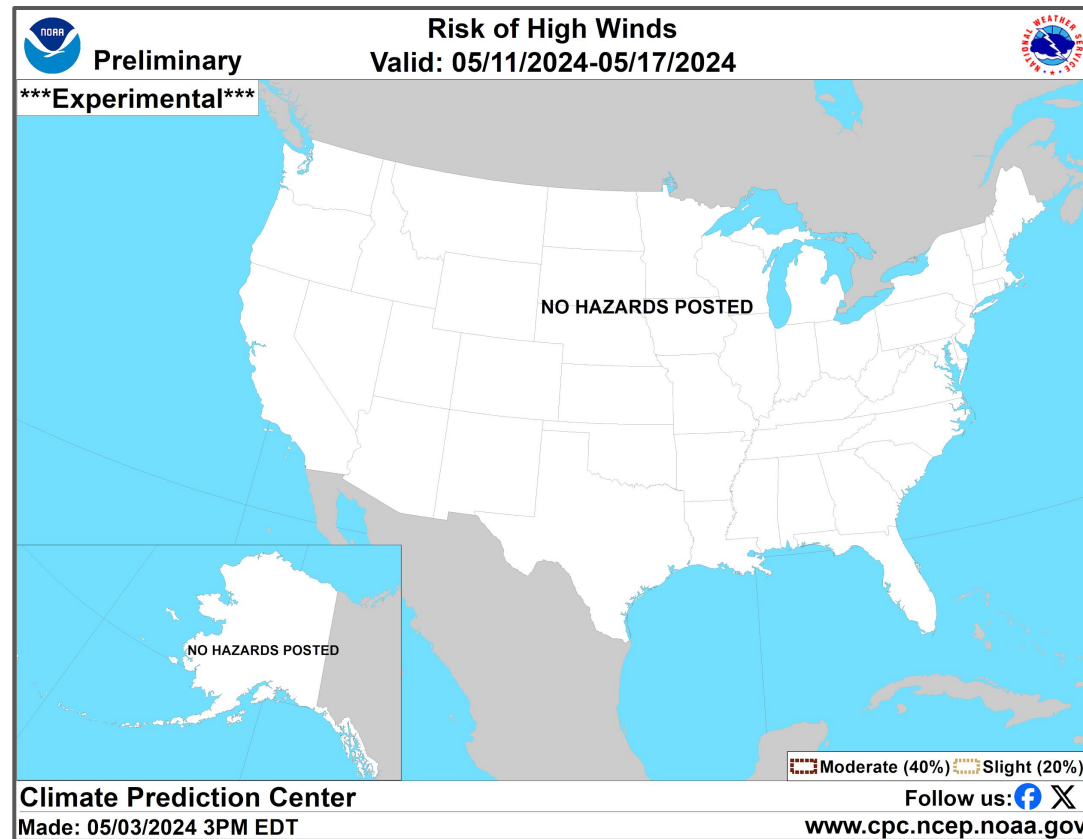 Risk of High Winds
NOAA
Preliminary
Valid: 05/11/2024-05/17/2024
NATIONAL WEATHER SERVICE
***Experimental***
NO HAZARDS POSTED
NO HAZARDS POSTED
Moderate (40%) Slight (20%)
Climate Prediction Center
Follow us:
Made: 05/03/2024 3PM EDT
www.cpc.ncep.noaa.gov